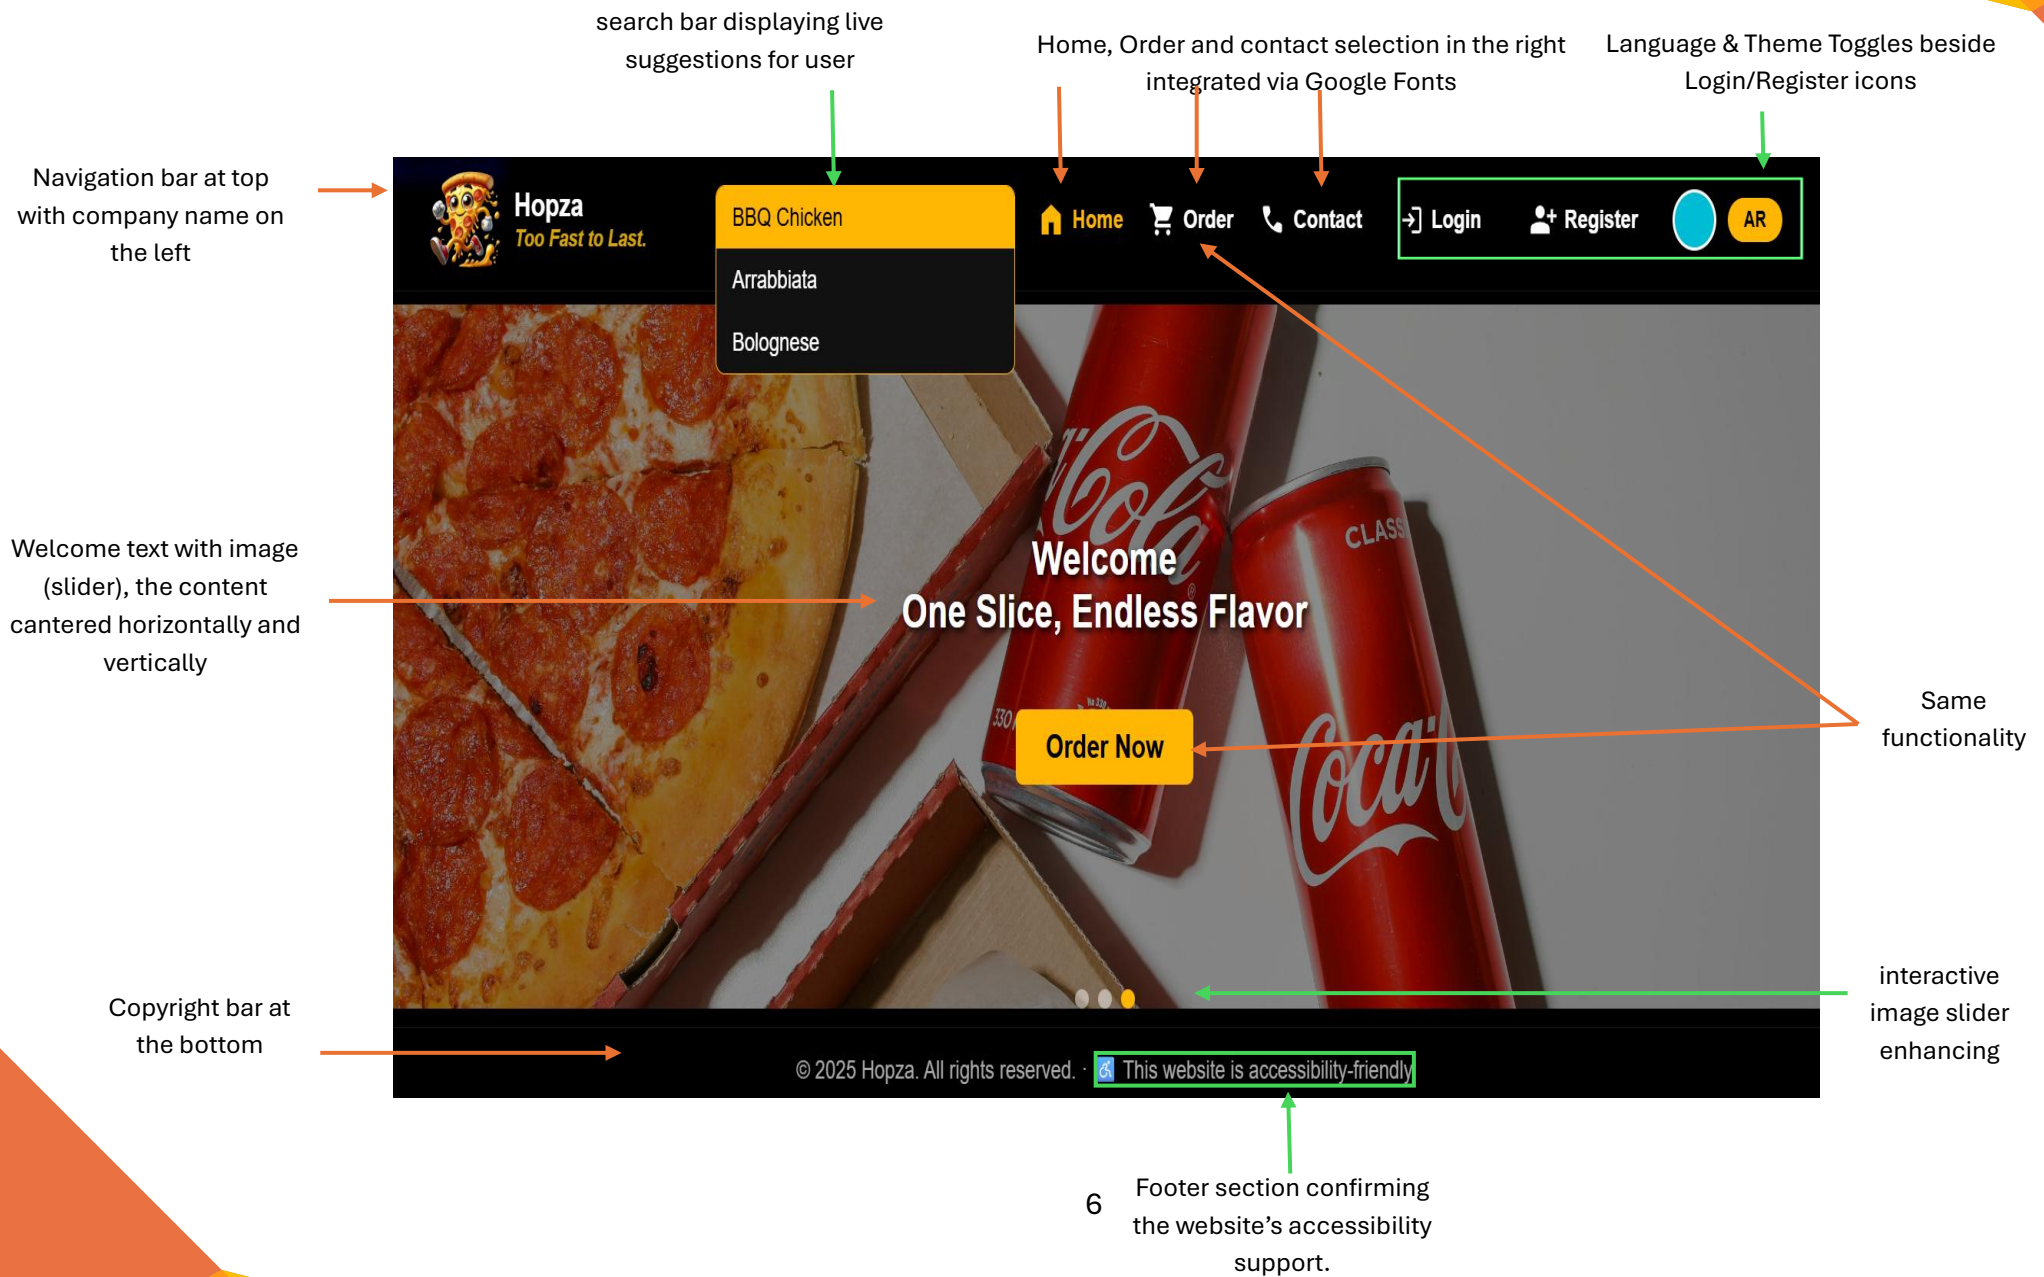 search bar displaying live
suggestions for user
Home, Order and contact selection in the right
integrated via Google Fonts
Language & Theme Toggles beside
Login/Register icons
Navigation bar at top
with company name on
the left
Hopza
Too Fast to Last.
BBQ Chicken
Arrabbiata
Bolognese
Home
Order
Contact
Login
Register
AR
Welcome text with image
(slider), the content
cantered horizontally and
vertically
Cola
CLASS
Welcome
One Slice, Endless Flavor
330
Order Now
Coca
Same
functionality
interactive
image slider
enhancing
Copyright bar at
the bottom
© 2025 Hopza. All rights reserved. · ♿ This website is accessibility-friendly
6
Footer section confirming
the website’s accessibility
support.